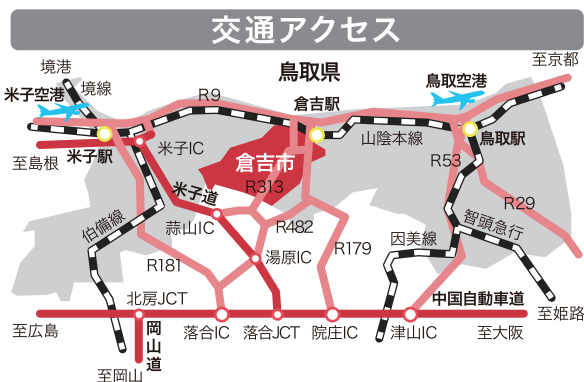 交通アクセス
至京都
境港
境線
鳥取県
鳥取空港
米子空港
R9
倉吉駅
山陰本線
鳥取駅
米子駅
米子IC
至島根
倉吉市
R53
R313
米子道
R29
蒜山IC
R482
智頭急行
伯備線
R179
因美線
湯原IC
R181
北房JCT
中国自動車道
至姫路
至広島
岡山道
落合IC
落合JCT
院庄IC
津山IC
至大阪
至岡山